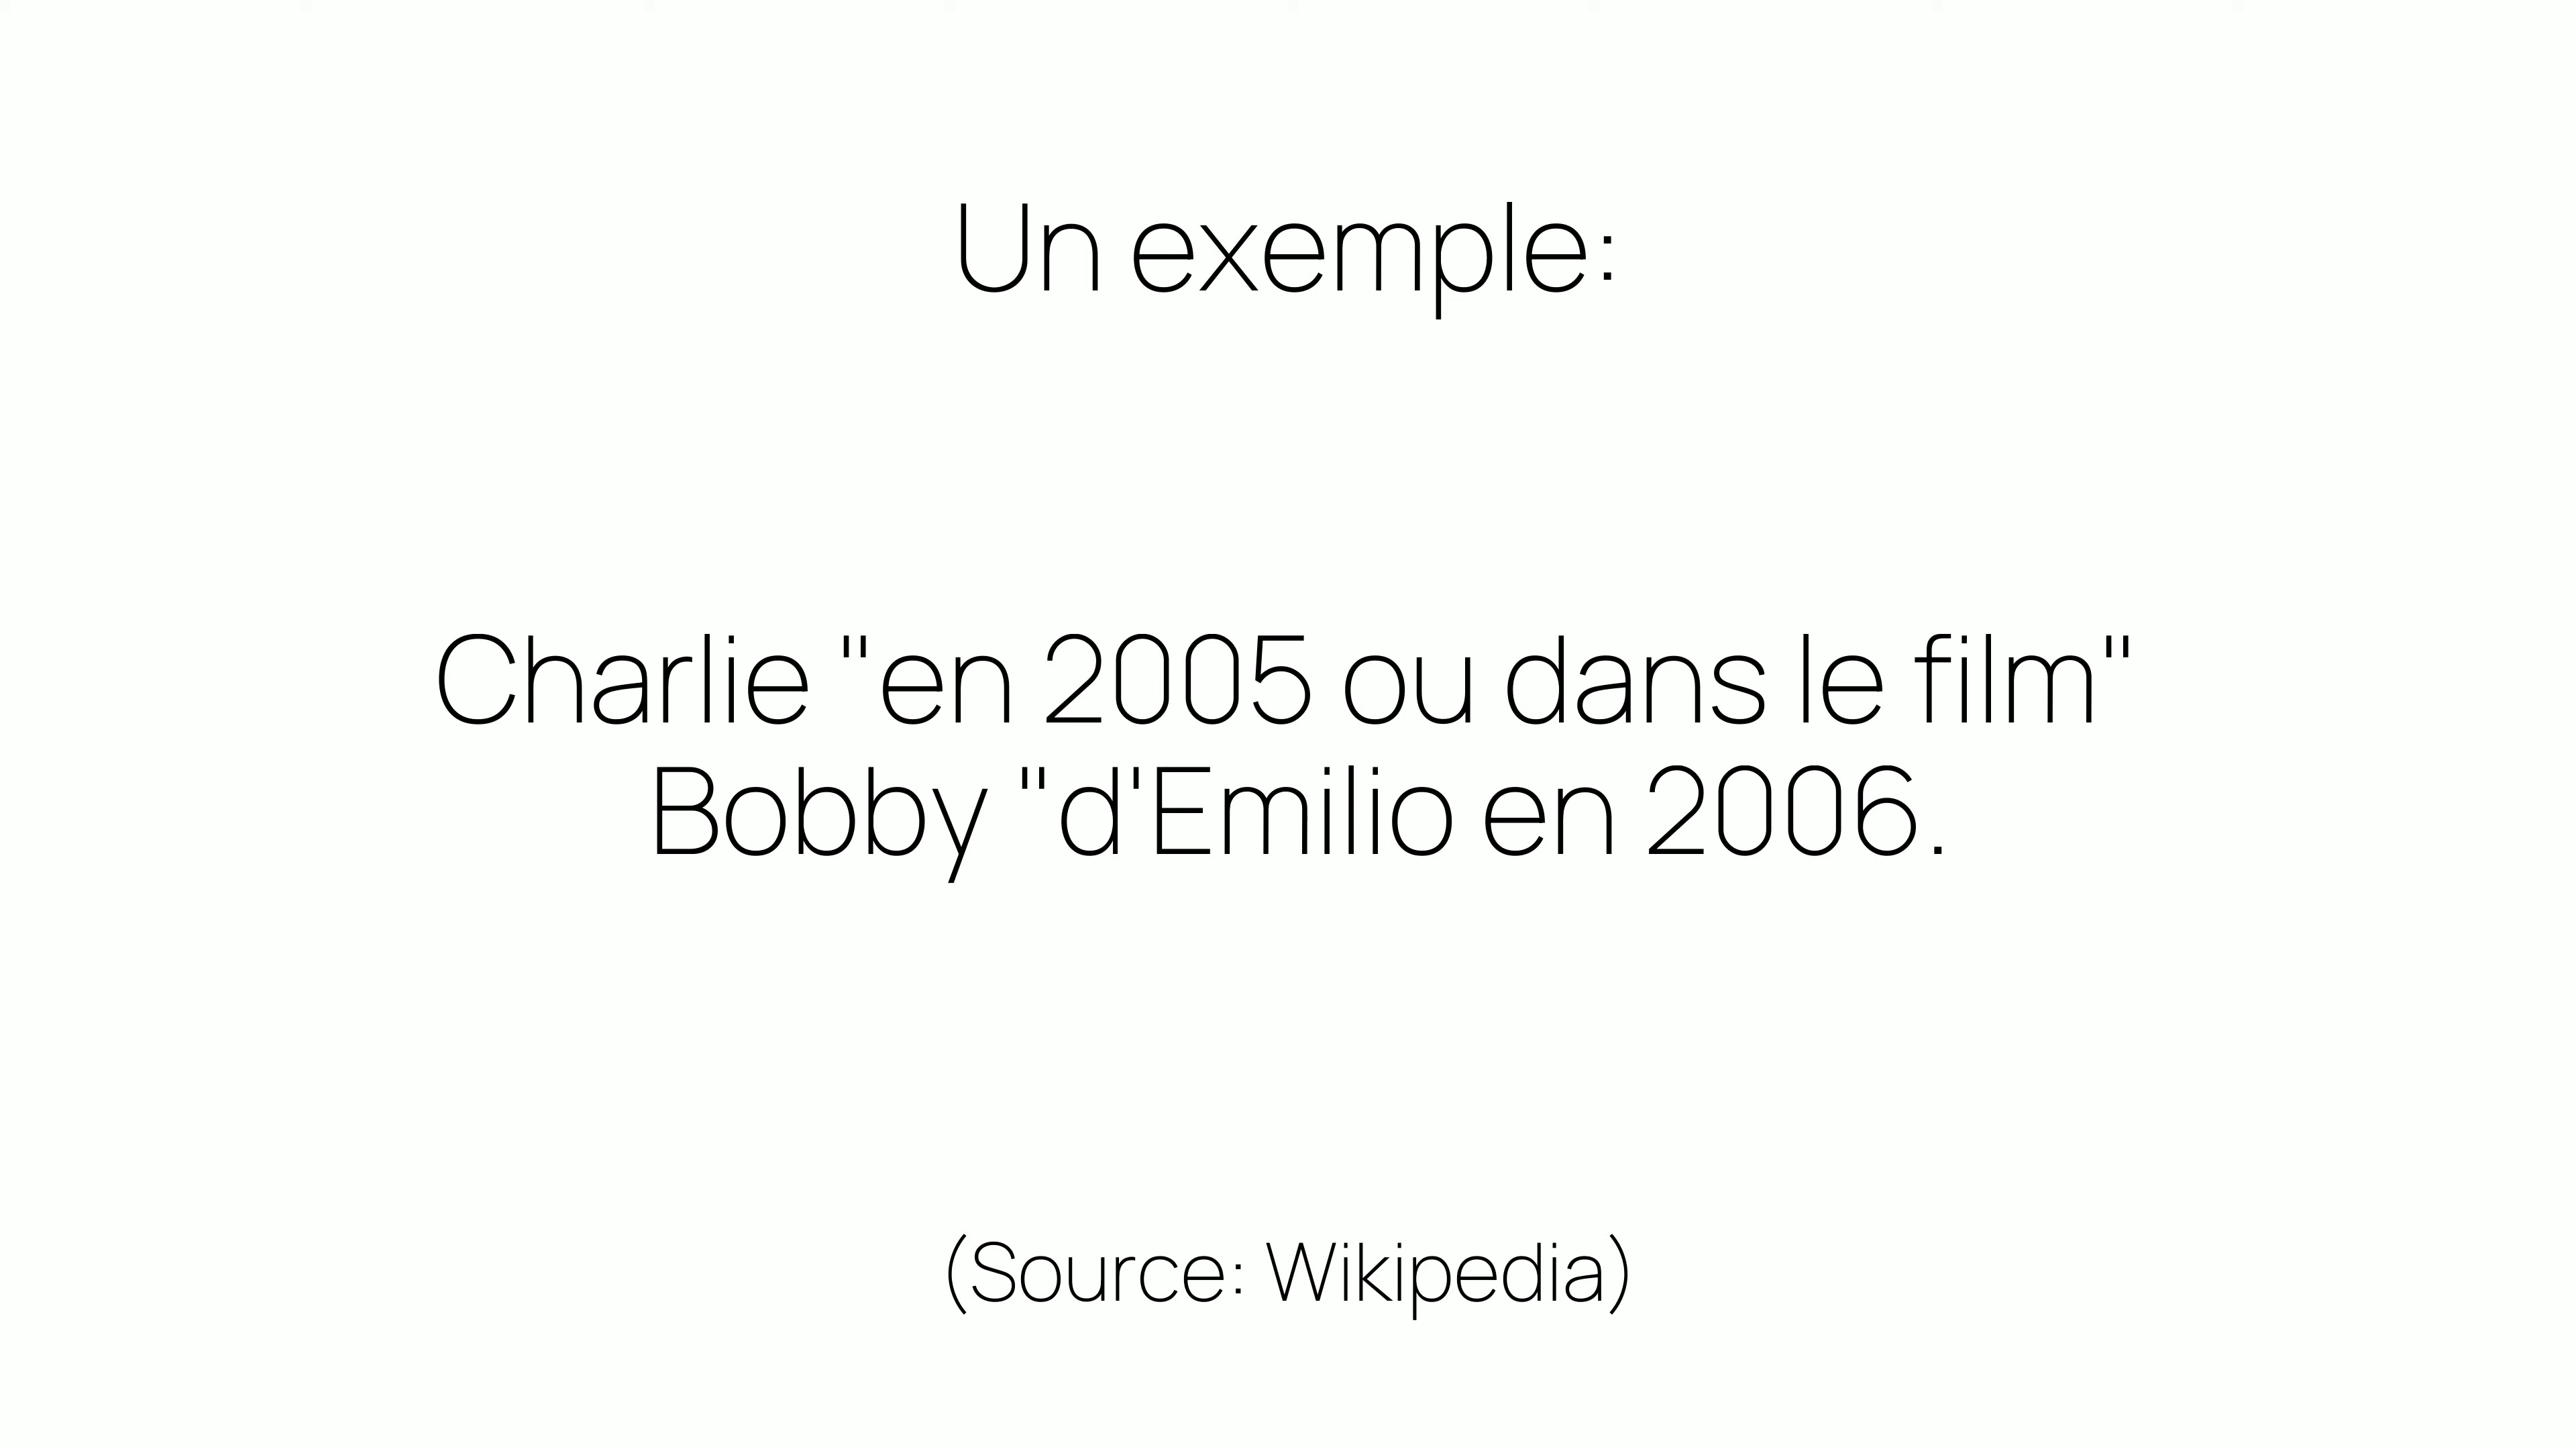 Un exemple:
Charlie "en 2005 ou dans le film"
Bobby "d'Emilio en 2006.
(Source: Wikipedia)